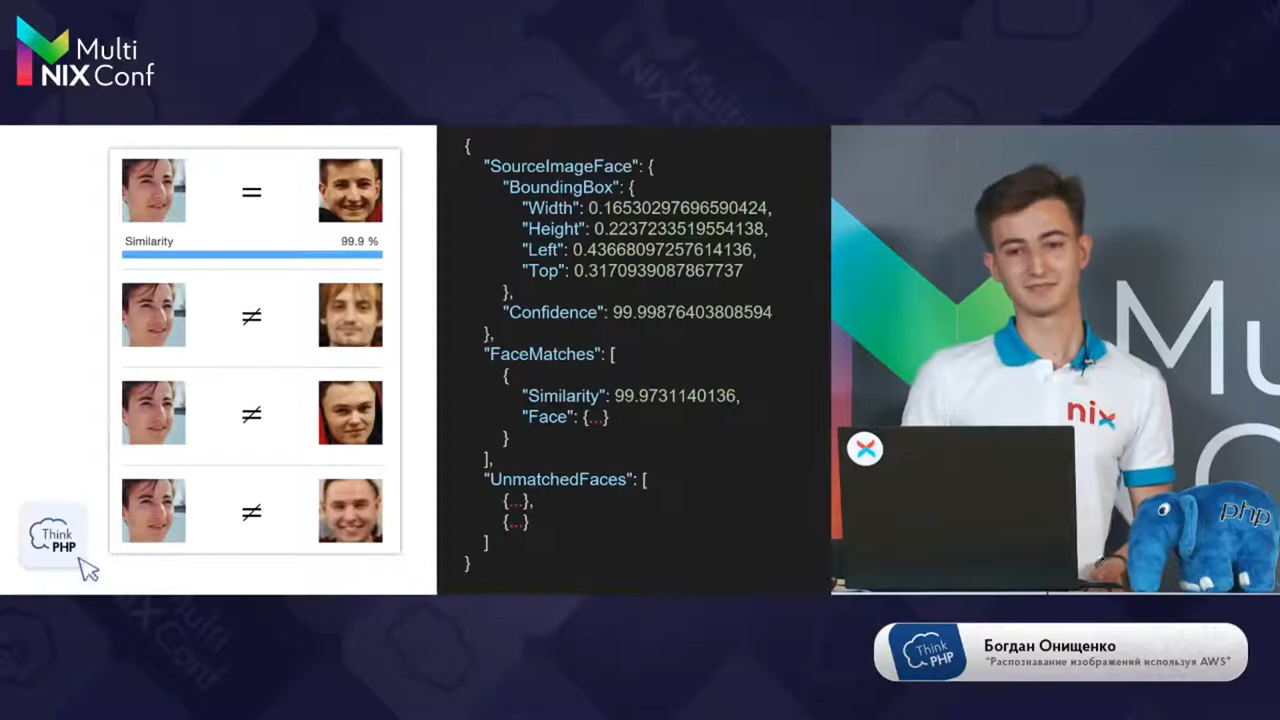 Multi
NIX Conf
=
Similarity 99.9 %
≠
≠
≠
Think
PHP
{
"SourceImageFace": {
"BoundingBox": {
"Width": 0.16530297696590424,
"Height": 0.2237233519554138,
"Left": 0.43668097257614136,
"Top": 0.3170939087867737
},
"Confidence": 99.99876403808594
},
"FaceMatches": [
{
"Similarity": 99.9731140136,
"Face": {...}
}
],
"UnmatchedFaces": [
{...},
{...}
]
}
Mu
nix
php
Think
PHP
Богдан Онищенко
"Распознавание изображений используя AWS"